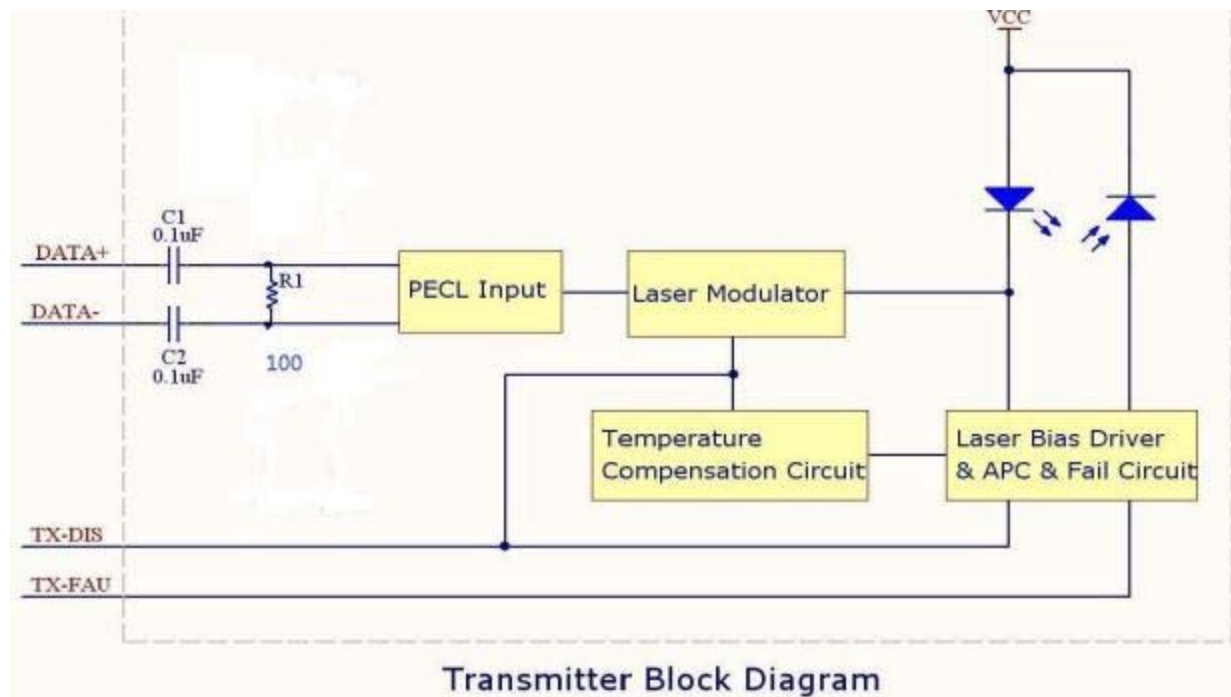 VCC
C1
0.1uF
DATA+
R1
PECL Input
Laser Modulator
DATA-
C2
0.1uF
100
Temperature
Compensation Circuit
Laser Bias Driver
& APC & Fail Circuit
TX-DIS
TX-FAU
Transmitter Block Diagram